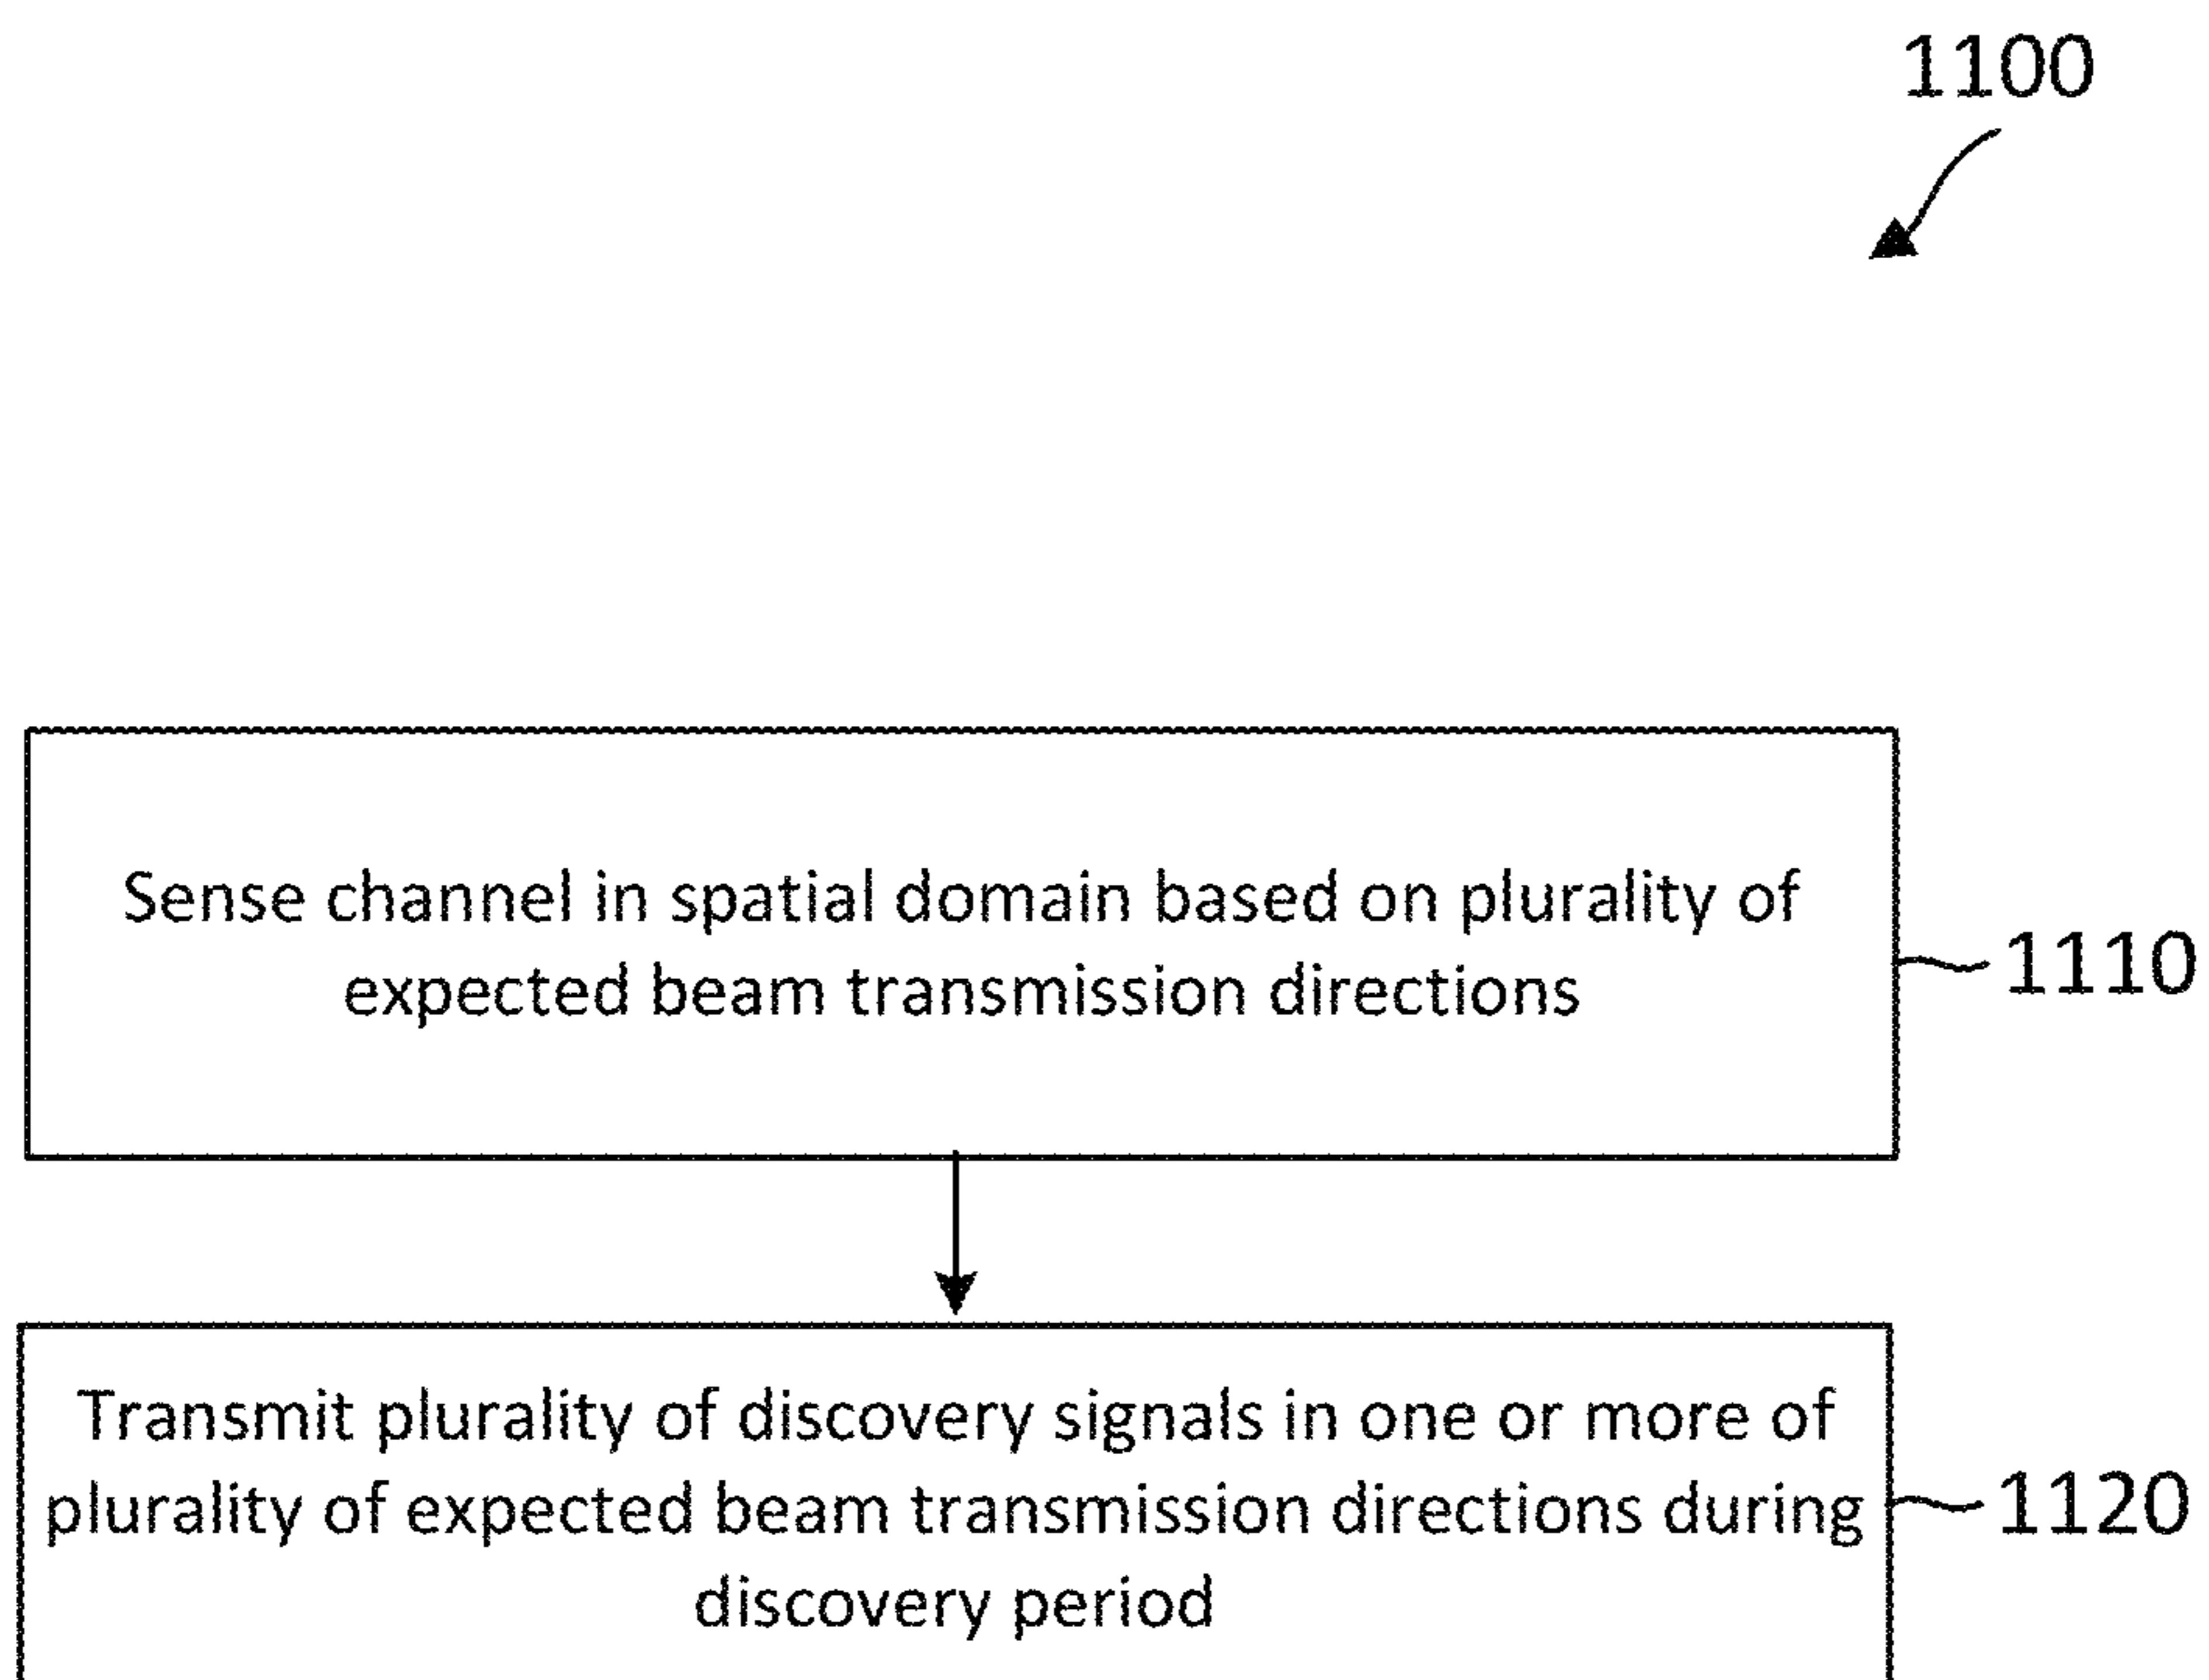 1100
Sense channel in spatial domain based on plurality of
expected beam transmission directions
1110
Transmit plurality of discovery signals in one or more of
plurality of expected beam transmission directions during
discovery period
1120